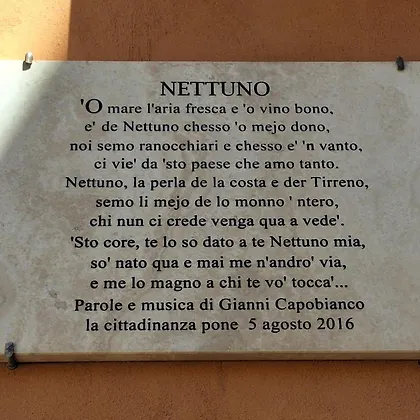 NETTUNO
'O mare l'aria fresca e 'o vino bono,
e' de Nettuno chesso 'o mejo dono,
noi semo ranocchiari e chesso e' 'n vanto,
ci vie' da 'sto paese che amo tanto.
Nettuno, la perla de la costa e der Tirreno,
semo li mejo de lo monno ' ntero,
chi nun ci crede venga qua a vede'.
'Sto core, te lo so dato a te Nettuno mia,
so' nato qua e mai me n'andro' via,
e me lo magno a chi te vo' tocca'...
Parole e musica di Gianni Capobianco
la cittadinanza pone 5 agosto 2016